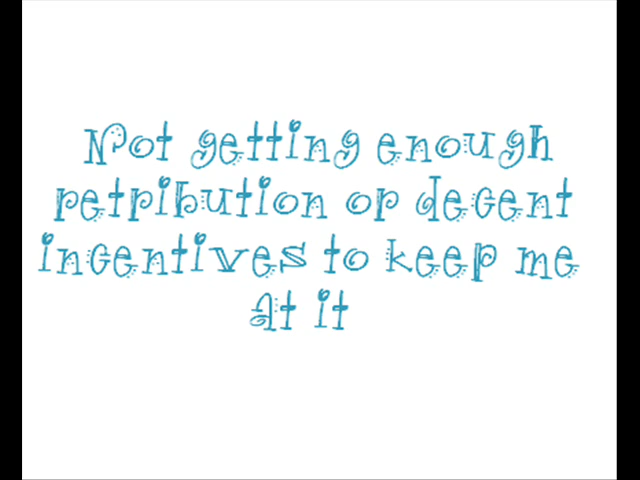 Not getting enough
retribution or decent
incentives to keep me
at it